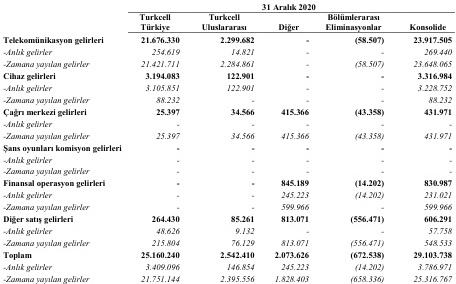 31 Aralık 2020
Turkcell Türkiye Turkcell Uluslararası Diğer Bölümlerarası Eliminasyonlar Konsolide
Telekomünikasyon gelirleri 21.676.330 2.299.682 - (58.507) 23.917.505
-Anlık gelirler 254.619 14.821 - - 269.440
-Zamana yayılan gelirler 21.421.711 2.284.861 - (58.507) 23.648.065
Cihaz gelirleri 3.194.083 122.901 - - 3.316.984
-Anlık gelirler 3.105.851 122.901 - - 3.228.752
-Zamana yayılan gelirler 88.232 - - - 88.232
Çağrı merkezi gelirleri 25.397 34.566 415.366 (43.358) 431.971
-Anlık gelirler - - - - -
-Zamana yayılan gelirler 25.397 34.566 415.366 (43.358) 431.971
Şans oyunları komisyon gelirleri - - - - -
-Anlık gelirler - - - - -
-Zamana yayılan gelirler - - - - -
Finansal operasyon gelirleri - - 845.189 (14.202) 830.987
-Anlık gelirler - - 245.223 (14.202) 231.021
-Zamana yayılan gelirler - - 599.966 - 599.966
Diğer satış gelirleri 264.430 85.261 813.071 (556.471) 606.291
-Anlık gelirler 48.626 9.132 - - 57.758
-Zamana yayılan gelirler 215.804 76.129 813.071 (556.471) 548.533
Toplam 25.160.240 2.542.410 2.073.626 (672.538) 29.103.738
-Anlık gelirler 3.409.096 146.854 245.223 (14.202) 3.786.971
-Zamana yayılan gelirler 21.751.144 2.395.556 1.828.403 (658.336) 25.316.767